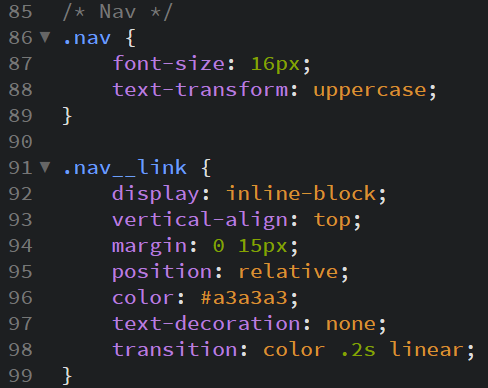 85 /* Nav */
86 .nav {
87     font-size: 16px;
88     text-transform: uppercase;
89 }
90
91 .nav__link {
92     display: inline-block;
93     vertical-align: top;
94     margin: 0 15px;
95     position: relative;
96     color: #a3a3a3;
97     text-decoration: none;
98     transition: color .2s linear;
99 }